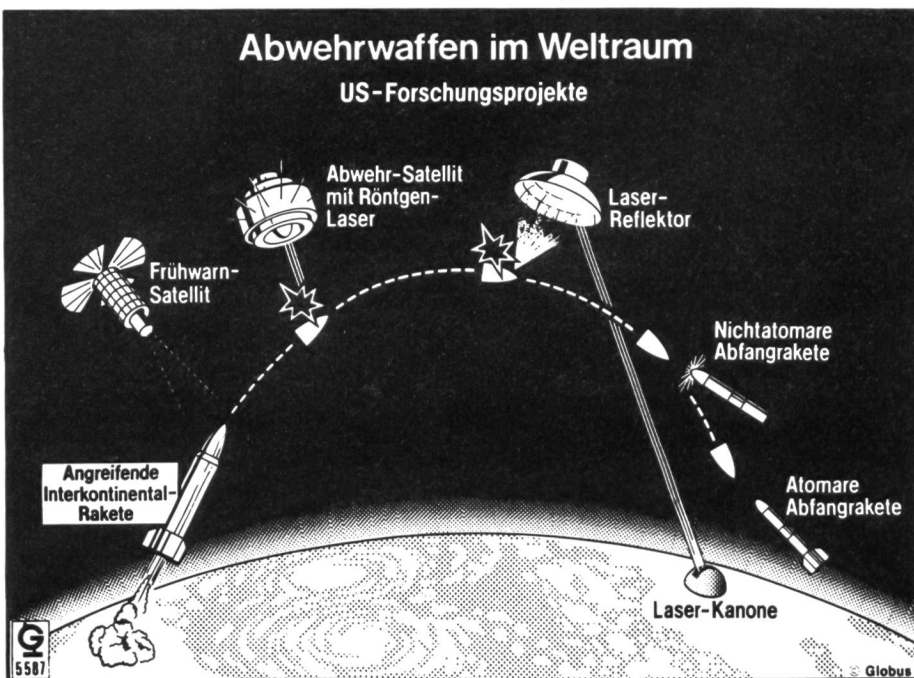 Abwehrwaffen im Weltraum
US-Forschungsprojekte
Abwehr-Satellit
mit Röntgen-
Laser
Laser-
Reflektor
Frühwarn-
Satellit
Nichtatomare
Abfangrakete
Angreifende
Interkontinental-
Rakete
Atomare
Abfangrakete
Laser-Kanone
G
5587
© Globus